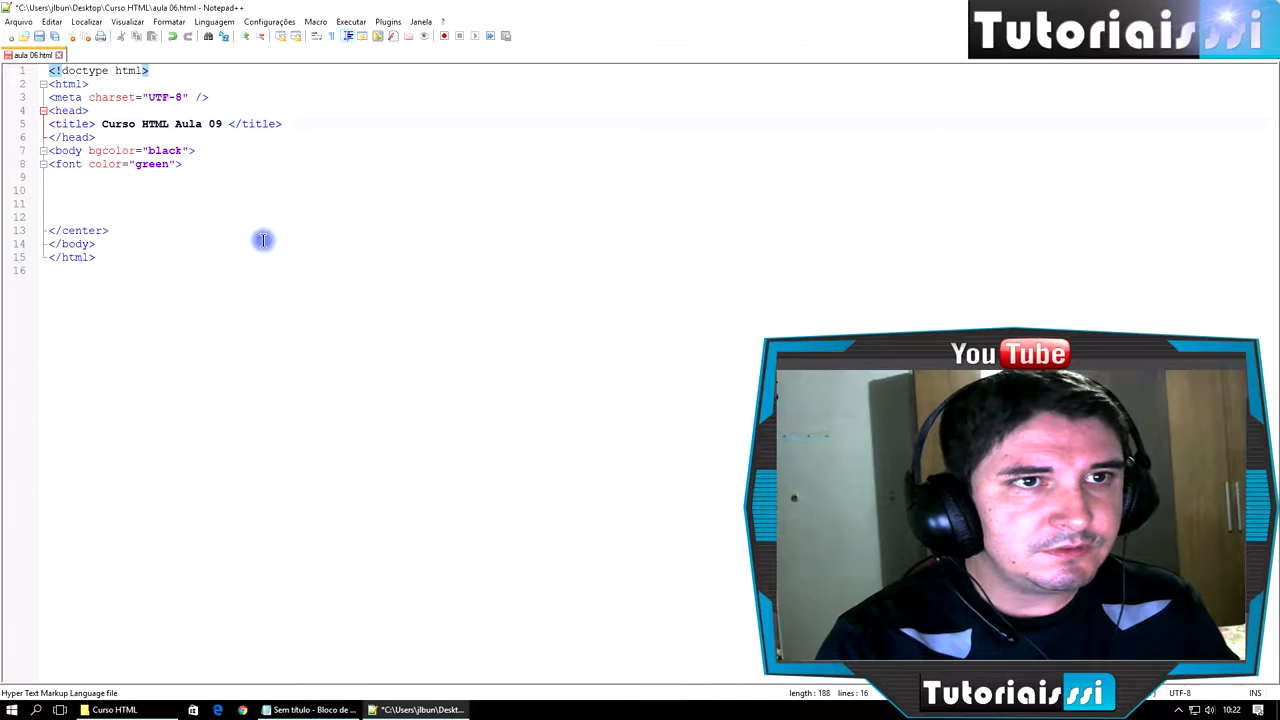 *C:\Users\jlbun\Desktop\Curso HTML\aula 06.html - Notepad++
Arquivo Editar Localizar Visualizar Formatar Linguagem Configurações Macro Executar Plugins Janela ?
aula 06.html
1 <!doctype html>
2 <html>
3 <meta charset="UTF-8" />
4 <head>
5 <title> Curso HTML Aula 09 </title>
6 </head>
7 <body bgcolor="black">
8 <font color="green">
9
10
11
12
13 </center>
14 </body>
15 </html>
16
Tutoriaisssi
You Tube
Tutoriaisssi
Hyper Text Markup Language file
length : 188 lines : 16
UTF-8
INS
Curso HTML
Sem título - Bloco de ...
*C:\Users\jlbun\Deskt...
10:22